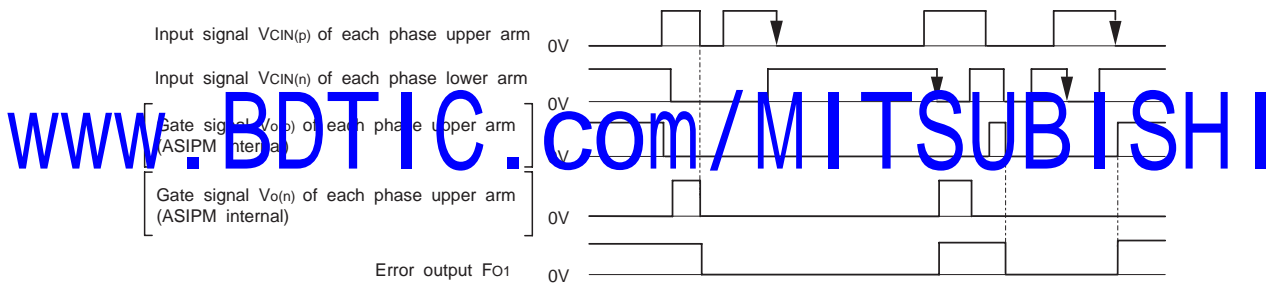 Input signal VCIN(p) of each phase upper arm
0V
Input signal VCIN(n) of each phase lower arm
0V
www.BDTIC.com/MITSUBISHI
Gate signal Vo(p) of each phase upper arm
(ASIPM internal)
0V
Gate signal Vo(n) of each phase upper arm
(ASIPM internal)
0V
Error output FO1
0V